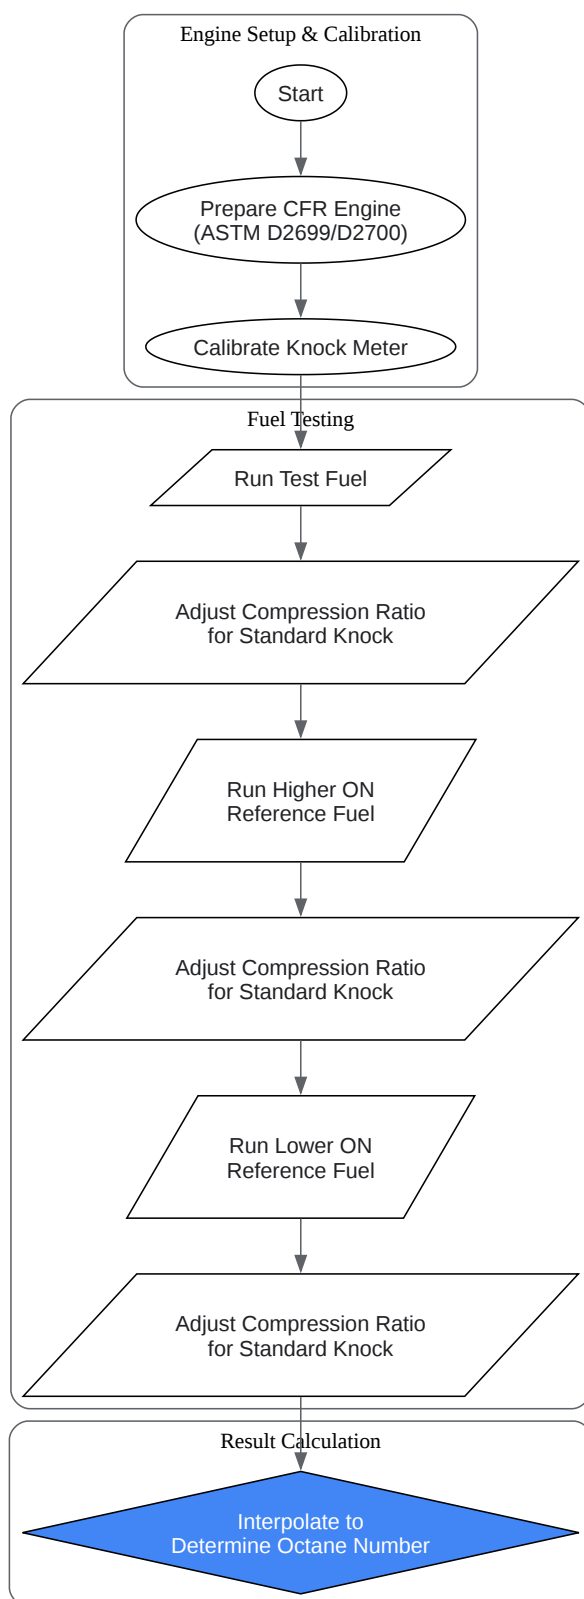 Engine Setup & Calibration
Start
Prepare CFR Engine
(ASTM D2699/D2700)
Calibrate Knock Meter
Fuel Testing
Run Test Fuel
Adjust Compression Ratio
for Standard Knock
Run Higher ON
Reference Fuel
Adjust Compression Ratio
for Standard Knock
Run Lower ON
Reference Fuel
Adjust Compression Ratio
for Standard Knock
Result Calculation
Interpolate to
Determine Octane Number